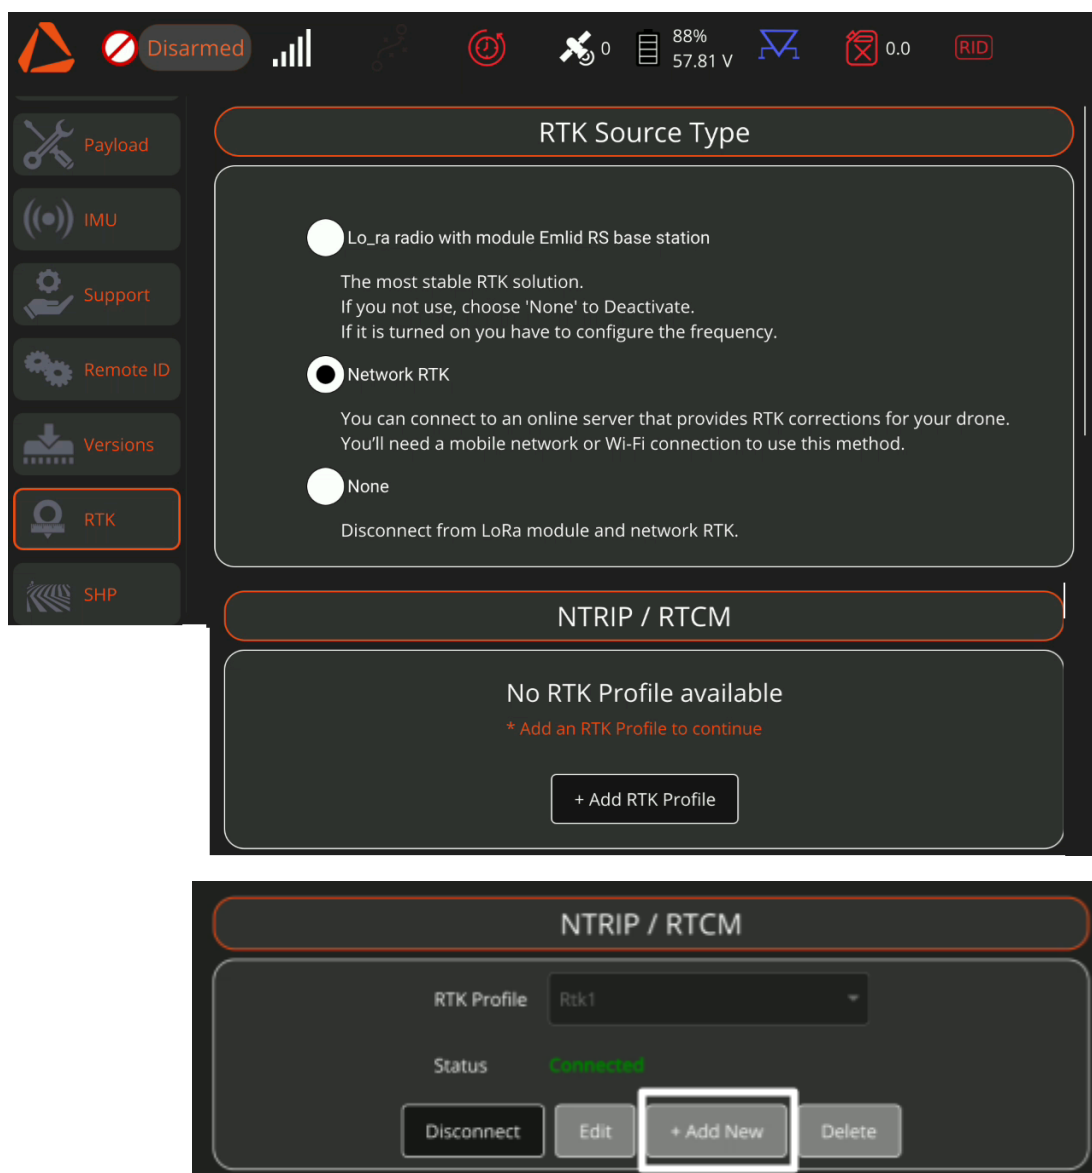 Disarmed
0
88%
57.81 V
0.0
RID
Payload
IMU
Support
Remote ID
Versions
RTK
SHP
RTK Source Type
Lo_ra radio with module Emlid RS base station
The most stable RTK solution.
If you not use, choose 'None' to Deactivate.
If it is turned on you have to configure the frequency.
Network RTK
You can connect to an online server that provides RTK corrections for your drone.
You'll need a mobile network or Wi-Fi connection to use this method.
None
Disconnect from LoRa module and network RTK.
NTRIP / RTCM
No RTK Profile available
* Add an RTK Profile to continue
+ Add RTK Profile
NTRIP / RTCM
RTK Profile Rtk1
Status Connected
Disconnect Edit + Add New Delete